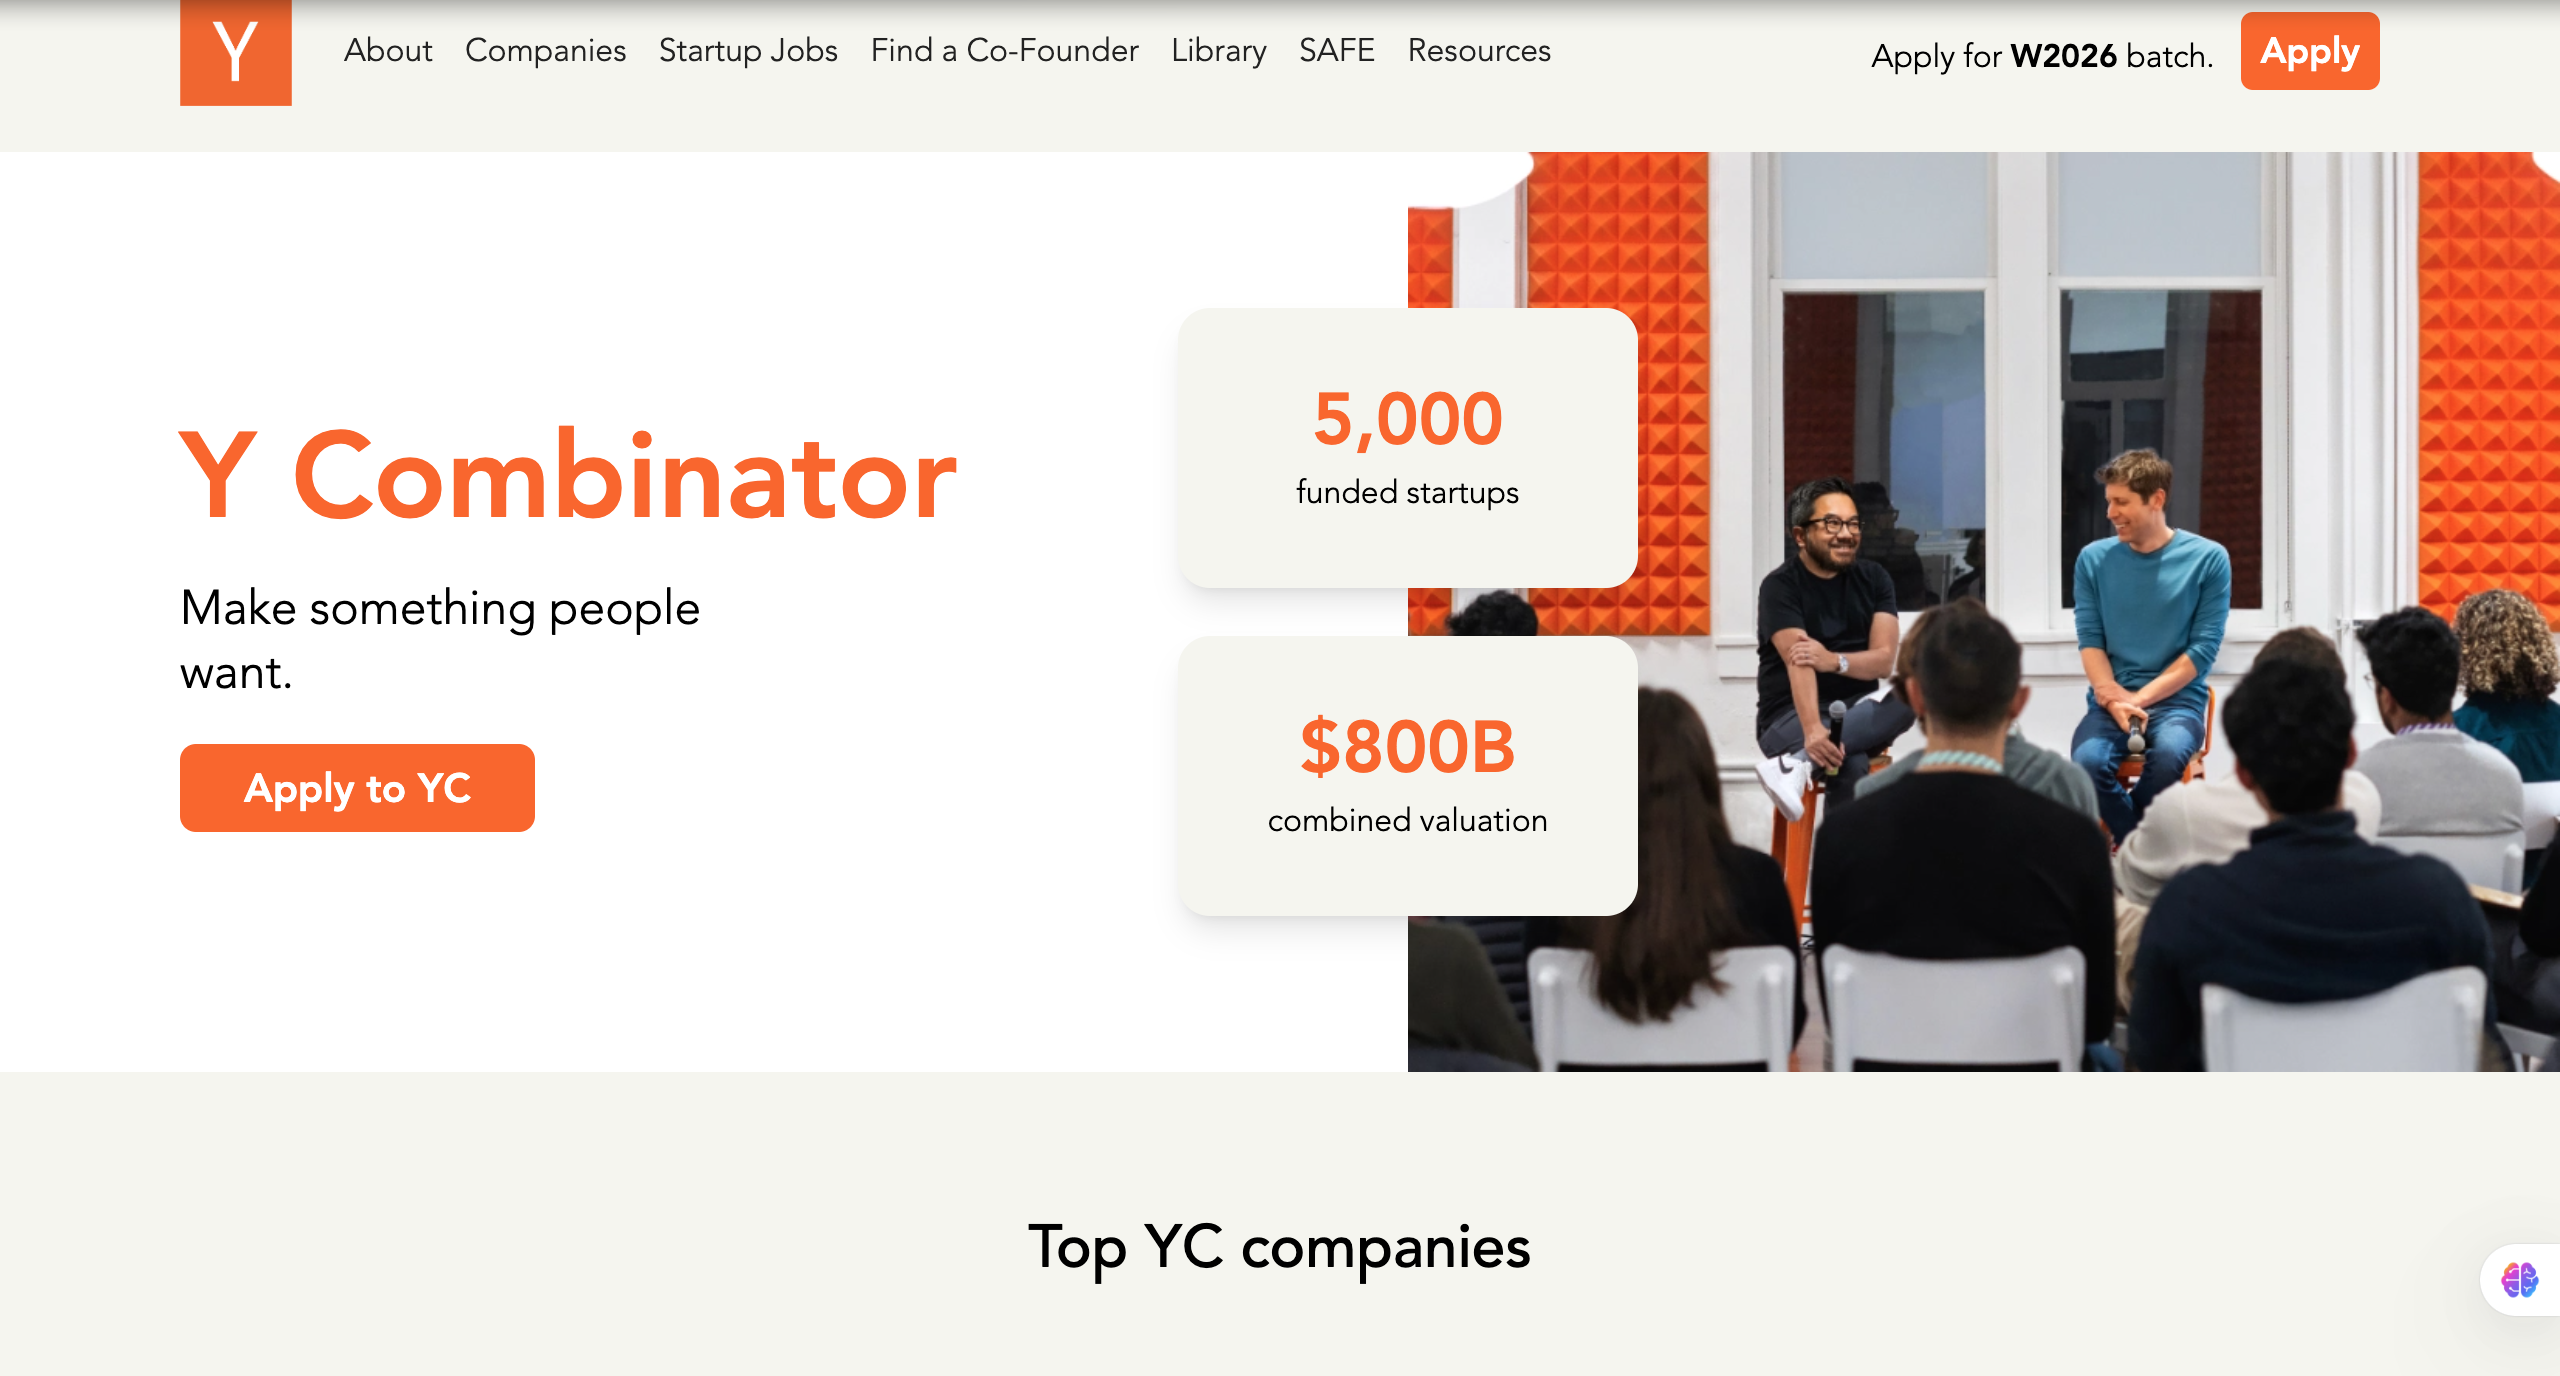 Y
About Companies Startup Jobs Find a Co-Founder Library SAFE Resources
Apply for W2026 batch.
Apply
Y Combinator
Make something people
want.
Apply to YC
5,000
funded startups
$800B
combined valuation
Top YC companies